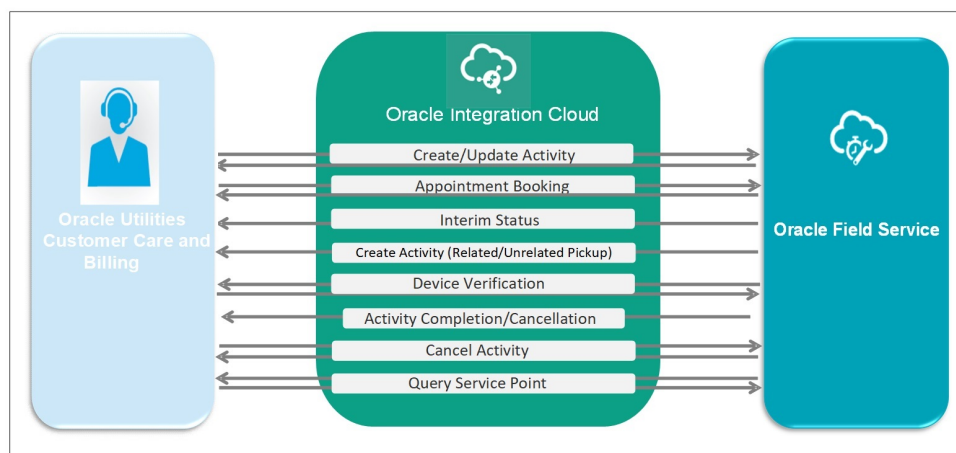 Oracle Integration Cloud
Create/Update Activity
Appointment Booking
Oracle Utilities
Customer Care and
Billing
Interim Status
Oracle Field Service
Create Activity (Related/Unrelated Pickup)
Device Verification
Activity Completion/Cancellation
Cancel Activity
Query Service Point